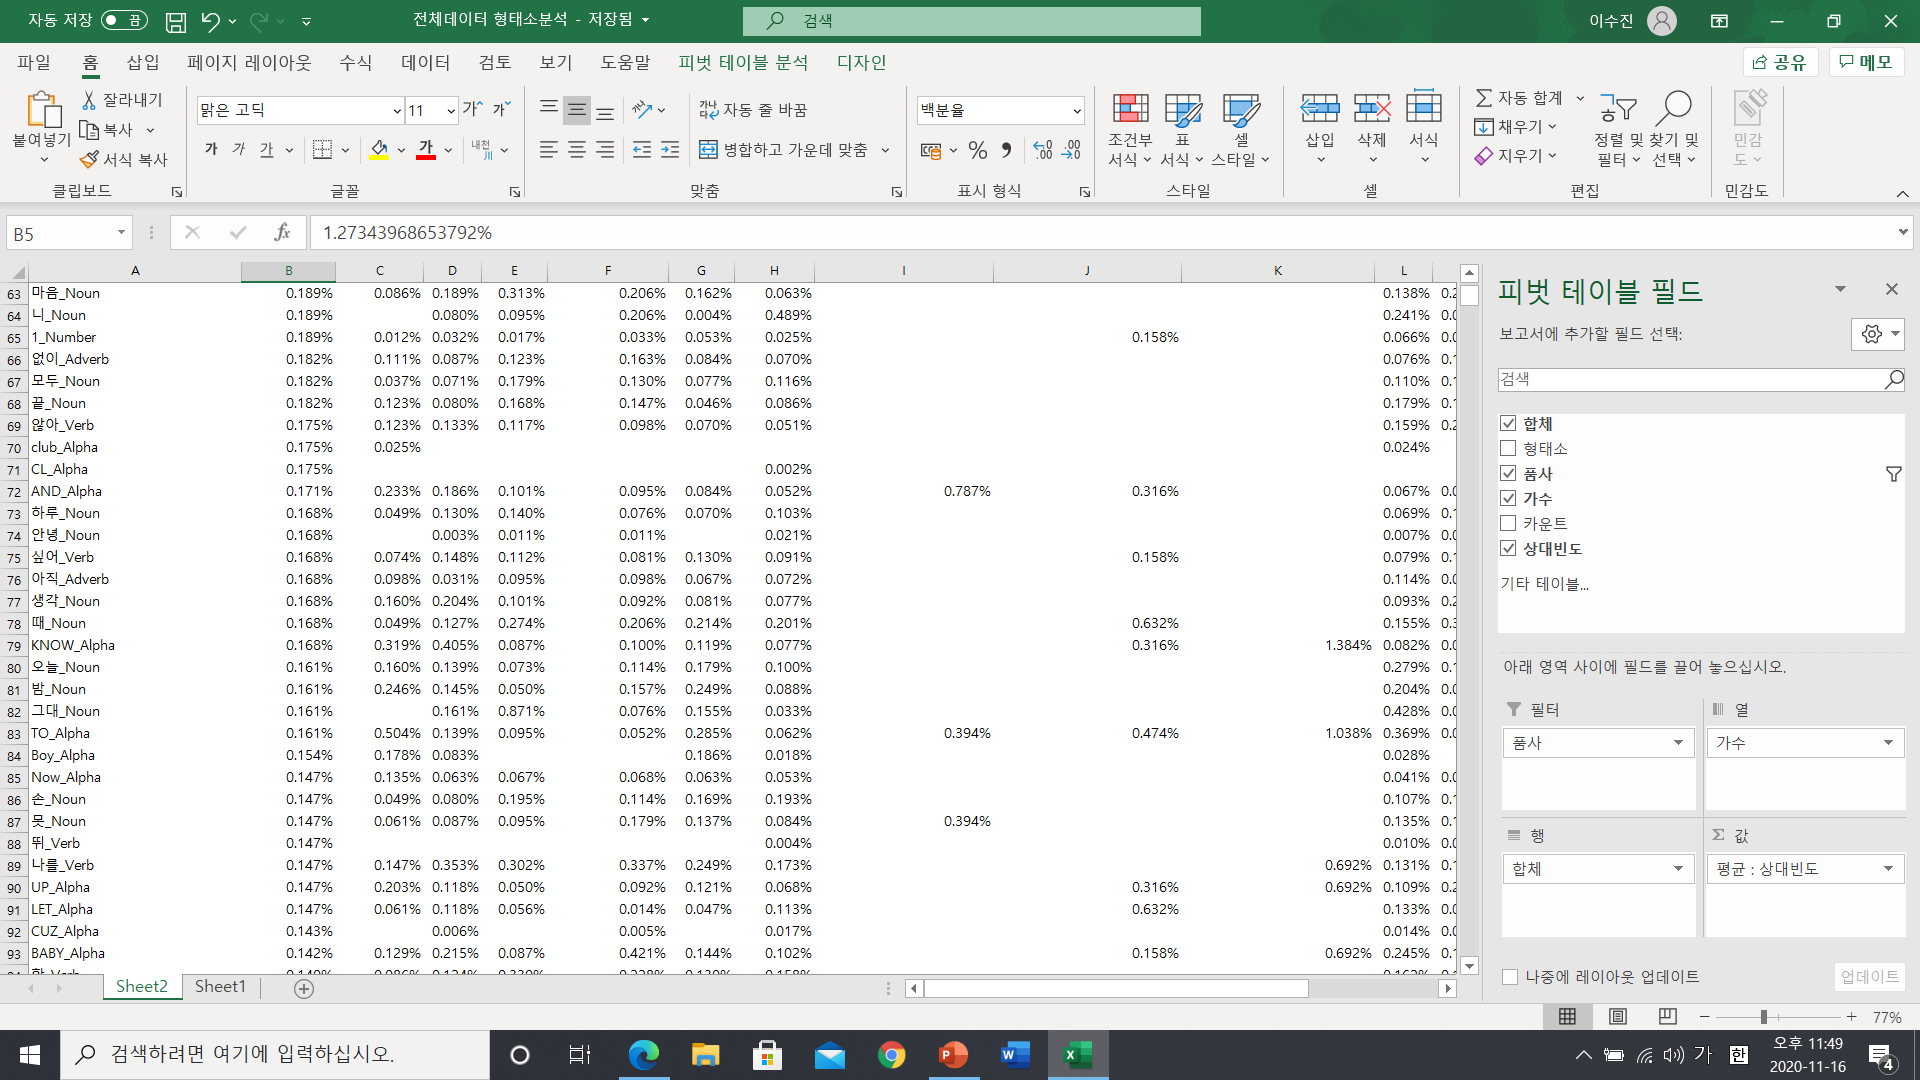 자동 저장 끔 전체데이터 형태소분석 - 저장됨 검색 이수진
파일 홈 삽입 페이지 레이아웃 수식 데이터 검토 보기 도움말 피벗 테이블 분석 디자인 공유 메모
붙여넣기 잘라내기 복사 서식 복사 클립보드
맑은 고딕 11 가 가 가 가 가 가 내천 川 글꼴
가나 다 자동 줄 바꿈 병합하고 가운데 맞춤 맞춤
백분율 % 표시 형식
조건부 서식 표 서식 셀 스타일 스타일
삽입 삭제 서식 셀
자동 합계 채우기 지우기 정렬 및 필터 찾기 및 선택 편집
민감도 민감도
B5 fx 1.27343968653792%
A B C D E F G H I J K L
63 마음_Noun 0.189% 0.086% 0.189% 0.313% 0.206% 0.162% 0.063% 0.138%
64 니_Noun 0.189% 0.080% 0.095% 0.206% 0.004% 0.489% 0.241%
65 1_Number 0.189% 0.012% 0.032% 0.017% 0.033% 0.053% 0.025% 0.158% 0.066%
66 없이_Adverb 0.182% 0.111% 0.087% 0.123% 0.163% 0.084% 0.070% 0.076%
67 모두_Noun 0.182% 0.037% 0.071% 0.179% 0.130% 0.077% 0.116% 0.110%
68 끝_Noun 0.182% 0.123% 0.080% 0.168% 0.147% 0.046% 0.086% 0.179%
69 않아_Verb 0.175% 0.123% 0.133% 0.117% 0.098% 0.070% 0.051% 0.159%
70 club_Alpha 0.175% 0.025% 0.024%
71 CL_Alpha 0.175% 0.002%
72 AND_Alpha 0.171% 0.233% 0.186% 0.101% 0.095% 0.084% 0.052% 0.787% 0.316% 0.067%
73 하루_Noun 0.168% 0.049% 0.130% 0.140% 0.076% 0.070% 0.103% 0.069%
74 안녕_Noun 0.168% 0.003% 0.011% 0.011% 0.021% 0.007%
75 싶어_Verb 0.168% 0.074% 0.148% 0.112% 0.081% 0.130% 0.091% 0.158% 0.079%
76 아직_Adverb 0.168% 0.098% 0.031% 0.095% 0.098% 0.067% 0.072% 0.114%
77 생각_Noun 0.168% 0.160% 0.204% 0.101% 0.092% 0.081% 0.077% 0.093%
78 때_Noun 0.168% 0.049% 0.127% 0.274% 0.206% 0.214% 0.201% 0.632% 0.155%
79 KNOW_Alpha 0.168% 0.319% 0.405% 0.087% 0.100% 0.119% 0.077% 0.316% 1.384% 0.082%
80 오늘_Noun 0.161% 0.160% 0.139% 0.073% 0.114% 0.179% 0.100% 0.279%
81 밤_Noun 0.161% 0.246% 0.145% 0.050% 0.157% 0.249% 0.088% 0.204%
82 그대_Noun 0.161% 0.161% 0.871% 0.076% 0.155% 0.033% 0.428%
83 TO_Alpha 0.161% 0.504% 0.139% 0.095% 0.052% 0.285% 0.062% 0.394% 0.474% 1.038% 0.369%
84 Boy_Alpha 0.154% 0.178% 0.083% 0.186% 0.018% 0.028%
85 Now_Alpha 0.147% 0.135% 0.063% 0.067% 0.068% 0.063% 0.053% 0.041%
86 손_Noun 0.147% 0.049% 0.080% 0.195% 0.114% 0.169% 0.193% 0.107%
87 못_Noun 0.147% 0.061% 0.087% 0.095% 0.179% 0.137% 0.084% 0.394% 0.135%
88 뛰_Verb 0.147% 0.004% 0.010%
89 나를_Verb 0.147% 0.147% 0.353% 0.302% 0.337% 0.249% 0.173% 0.692% 0.131%
90 UP_Alpha 0.147% 0.203% 0.118% 0.050% 0.092% 0.121% 0.068% 0.316% 0.692% 0.109%
91 LET_Alpha 0.147% 0.061% 0.118% 0.056% 0.014% 0.047% 0.113% 0.632% 0.133%
92 CUZ_Alpha 0.143% 0.006% 0.005% 0.017% 0.014%
93 BABY_Alpha 0.142% 0.129% 0.215% 0.087% 0.421% 0.144% 0.102% 0.158% 0.692% 0.245%
피벗 테이블 필드
보고서에 추가할 필드 선택:
검색
합체
형태소
품사
가수
카운트
상대빈도
기타 테이블...
아래 영역 사이에 필드를 끌어 놓으십시오.
필터 열
품사 가수
행 Σ 값
합체 평균 : 상대빈도
나중에 레이아웃 업데이트 업데이트
Sheet2 Sheet1
77%
검색하려면 여기에 입력하십시오.
가 한 오후 11:49
2020-11-16 4